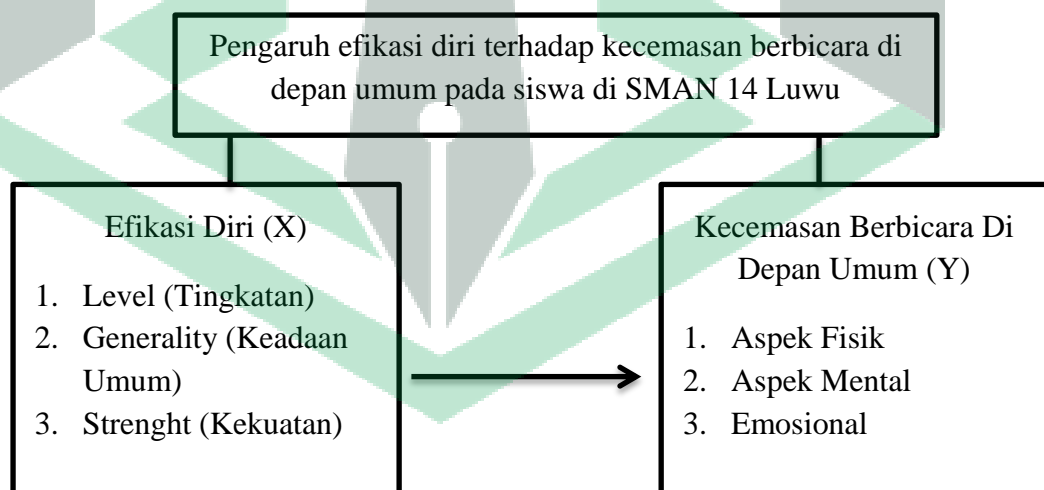 Pengaruh efikasi diri terhadap kecemasan berbicara di
depan umum pada siswa di SMAN 14 Luwu
Efikasi Diri (X)
1. Level (Tingkatan)
2. Generality (Keadaan
Umum)
3. Strenght (Kekuatan)
Kecemasan Berbicara Di
Depan Umum (Y)
1. Aspek Fisik
2. Aspek Mental
3. Emosional